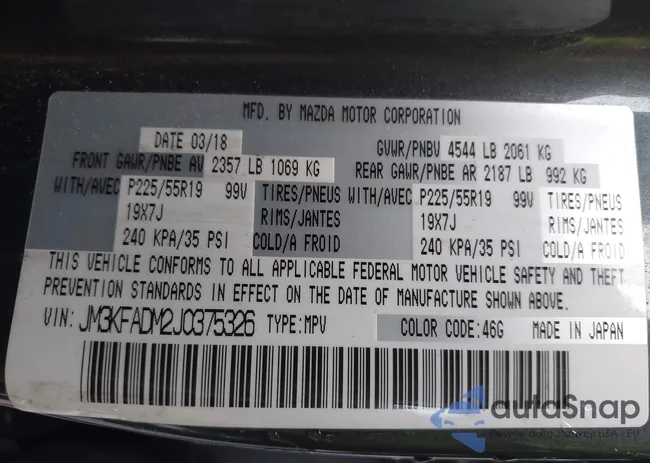 MFD. BY MAZDA MOTOR CORPORATION
DATE 03/18 GVWR/PNBV 4544 LB 2061 KG
FRONT GAWR/PNBE AV 2357 LB 1069 KG REAR GAWR/PNBE AR 2187 LB 992 KG
WITH/AVEC P225/55R19 99V TIRES/PNEUS WITH/AVEC P225/55R19 99V TIRES/PNEUS
19X7J RIMS/JANTES 19X7J RIMS/JANTES
240 KPA/35 PSI COLD/A FROID 240 KPA/35 PSI COLD/A FROID
THIS VEHICLE CONFORMS TO ALL APPLICABLE FEDERAL MOTOR VEHICLE SAFETY AND THEFT
PREVENTION STANDARDS IN EFFECT ON THE DATE OF MANUFACTURE SHOWN ABOVE.
VIN: JM3KFADM2J0375326 TYPE:MPV COLOR CODE:46G MADE IN JAPAN
autoSnap